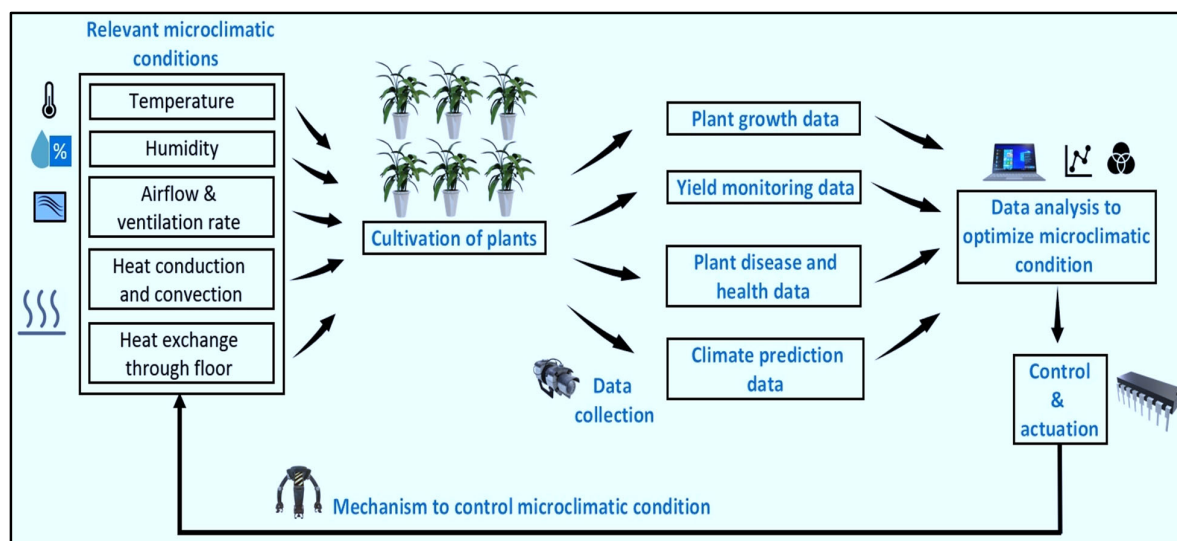 Relevant microclimatic
conditions
Temperature
%
Humidity
Airflow &
ventilation rate
Heat conduction
and convection
Heat exchange
through floor
Cultivation of plants
Plant growth data
Yield monitoring data
Plant disease and
health data
Climate prediction
data
Data
collection
Data analysis to
optimize microclimatic
condition
Control
&
actuation
Mechanism to control microclimatic condition